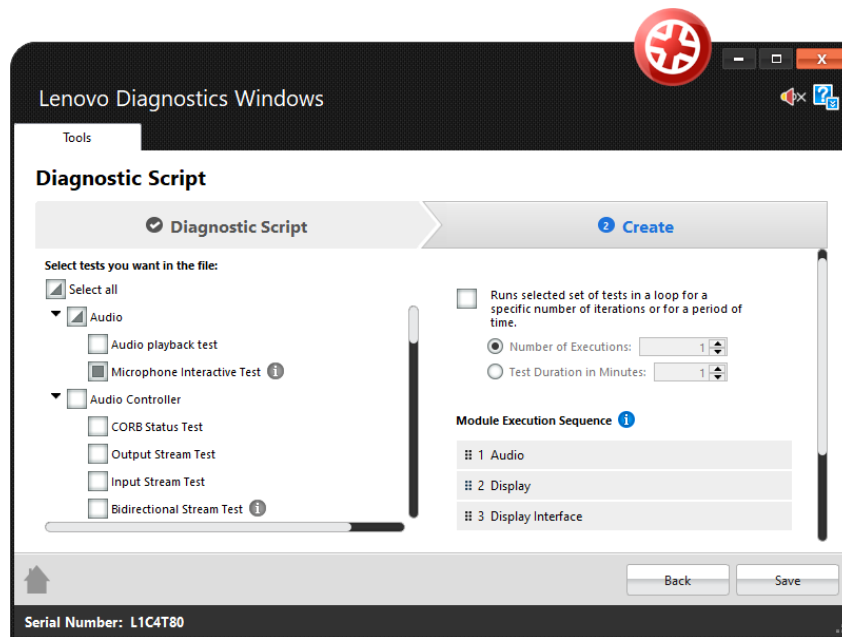 X
Lenovo Diagnostics Windows
?
Tools
Diagnostic Script
Diagnostic Script
2 Create
Select tests you want in the file:
Select all
Audio
Audio playback test
Microphone Interactive Test i
Audio Controller
CORB Status Test
Output Stream Test
Input Stream Test
Bidirectional Stream Test i
Runs selected set of tests in a loop for a
specific number of iterations or for a period of
time.
Number of Executions: 1
Test Duration in Minutes: 1
Module Execution Sequence i
1 Audio
2 Display
3 Display Interface
Back
Save
Serial Number: L1C4T80